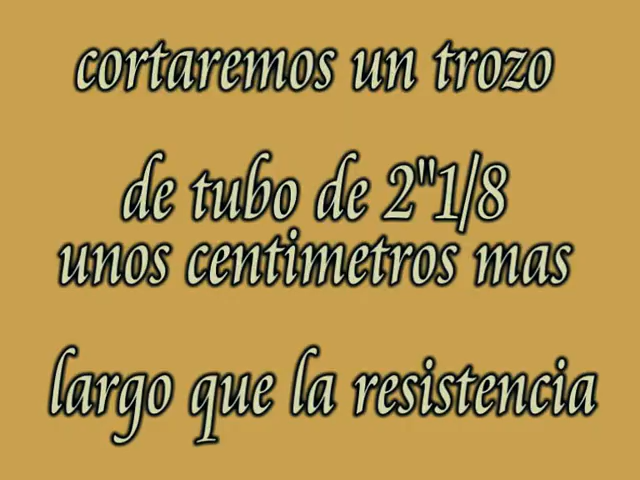 cortaremos un trozo
de tubo de 2"1/8
unos centimetros mas
largo que la resistencia